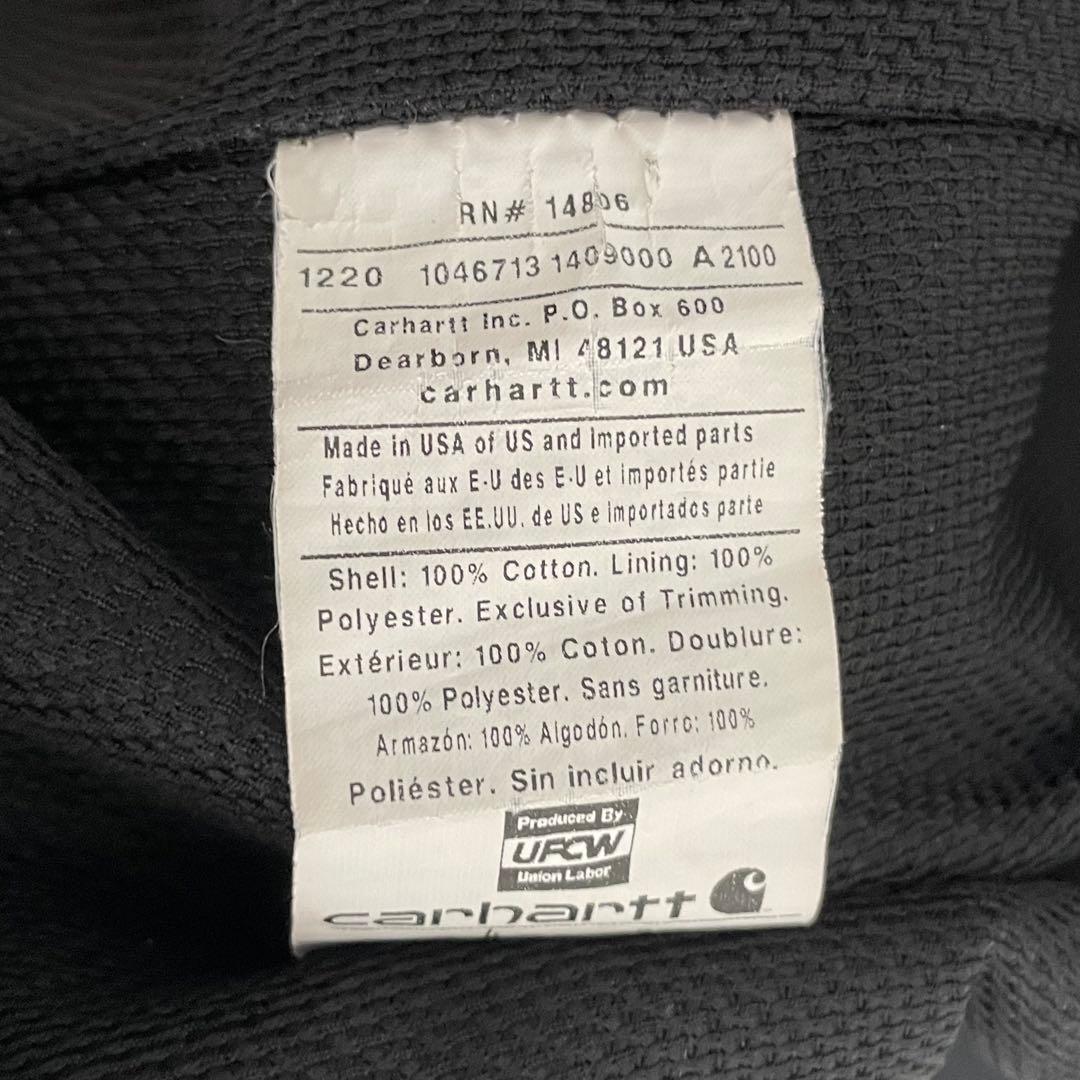 RN# 14806
1220 1046713 1409000 A2100
Carhartt Inc. P.O. Box 600
Dearborn, MI 48121 USA
carhartt.com
Made in USA of US and Imported parts
Fabriqué aux E-U des E-U et importés partie
Hecho en los EE.UU. de US e importados parte
Shell: 100% Cotton. Lining: 100%
Polyester. Exclusive of Trimming.
Extérieur: 100% Coton. Doublure:
100% Polyester. Sans garniture.
Armazón: 100% Algodón. Forro: 100%
Poliéster. Sin incluir adorno.
Produced By
UFCW
Union Labor
carhartt